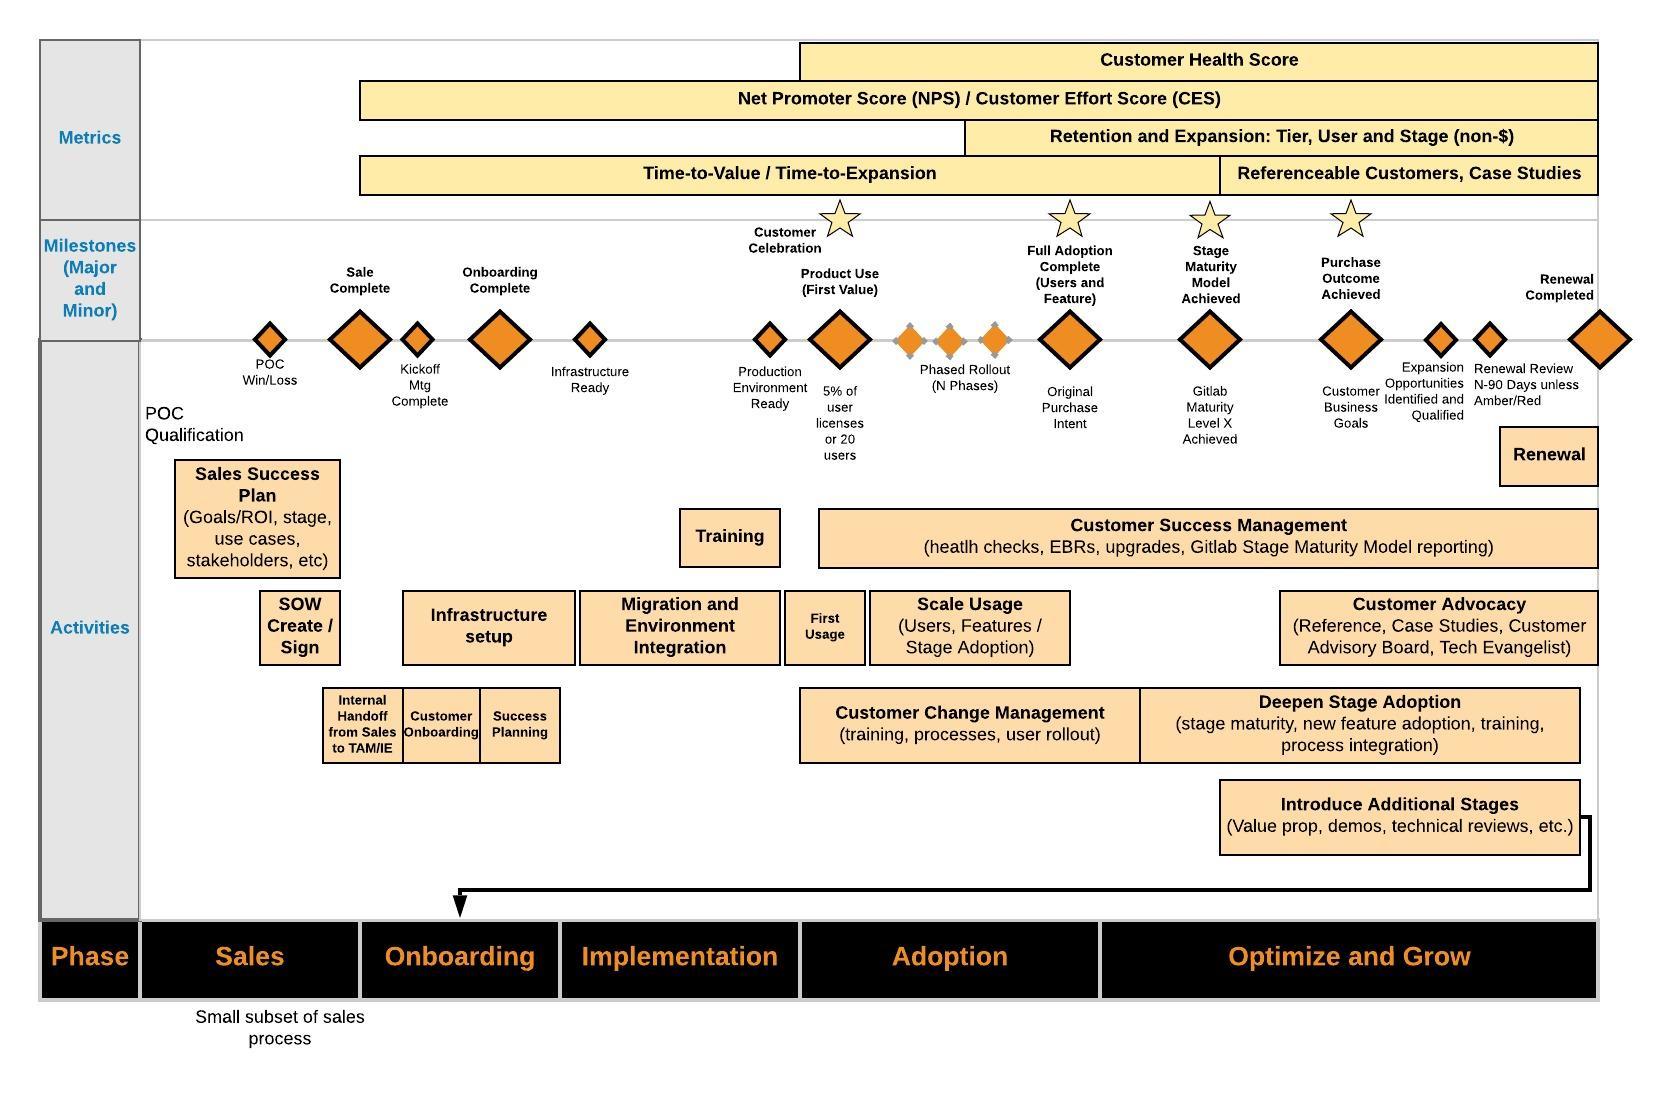 Metrics
Customer Health Score
Net Promoter Score (NPS) / Customer Effort Score (CES)
Retention and Expansion: Tier, User and Stage (non-$)
Time-to-Value / Time-to-Expansion
Referenceable Customers, Case Studies
Milestones
(Major
and
Minor)
Sale
Complete
Onboarding
Complete
Customer
Celebration
Product Use
(First Value)
Full Adoption
Complete
(Users and
Feature)
Stage
Maturity
Model
Achieved
Purchase
Outcome
Achieved
Renewal
Completed
POC
Win/Loss
Kickoff
Mtg
Complete
Infrastructure
Ready
Production
Environment
Ready
5% of
user
licenses
or 20
users
Phased Rollout
(N Phases)
Original
Purchase
Intent
Gitlab
Maturity
Level X
Achieved
Customer
Business
Goals
Expansion
Opportunities
Identified and
Qualified
Renewal Review
N-90 Days unless
Amber/Red
Activities
POC
Qualification
Renewal
Sales Success
Plan
(Goals/ROI, stage,
use cases,
stakeholders, etc)
Training
Customer Success Management
(heatlh checks, EBRs, upgrades, Gitlab Stage Maturity Model reporting)
SOW
Create /
Sign
Infrastructure
setup
Migration and
Environment
Integration
First
Usage
Scale Usage
(Users, Features /
Stage Adoption)
Customer Advocacy
(Reference, Case Studies, Customer
Advisory Board, Tech Evangelist)
Internal
Handoff
from Sales
to TAM/IE
Customer
Onboarding
Success
Planning
Customer Change Management
(training, processes, user rollout)
Deepen Stage Adoption
(stage maturity, new feature adoption, training,
process integration)
Introduce Additional Stages
(Value prop, demos, technical reviews, etc.)
Phase
Sales
Onboarding
Implementation
Adoption
Optimize and Grow
Small subset of sales
process